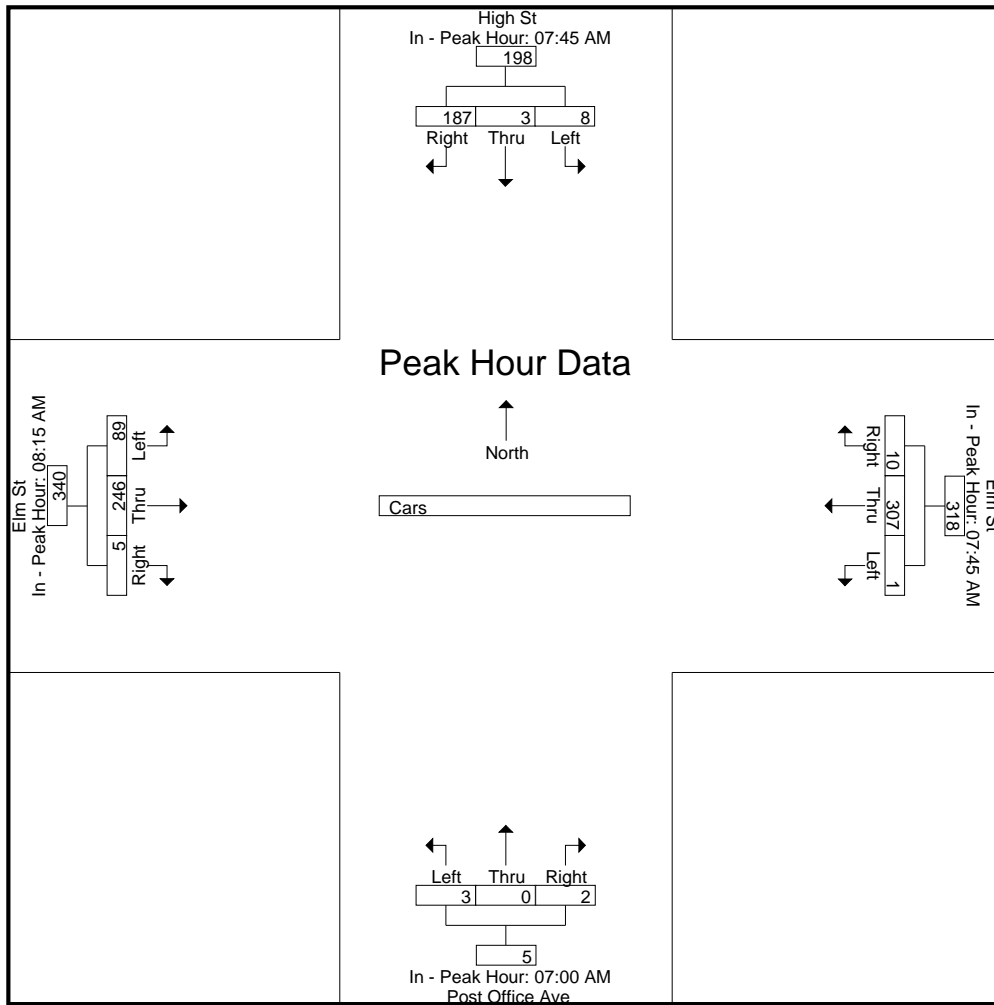 High St
In - Peak Hour: 07:45 AM
198
187 3 8
Right Thru Left
Peak Hour Data
North
Cars
Elm St
In - Peak Hour: 08:15 AM
340
89 246 5
Left Thru Right
Right Thru Left
10 307 1
318
In - Peak Hour: 07:45 AM
Elm St
Left Thru Right
3 0 2
5
In - Peak Hour: 07:00 AM
Post Office Ave